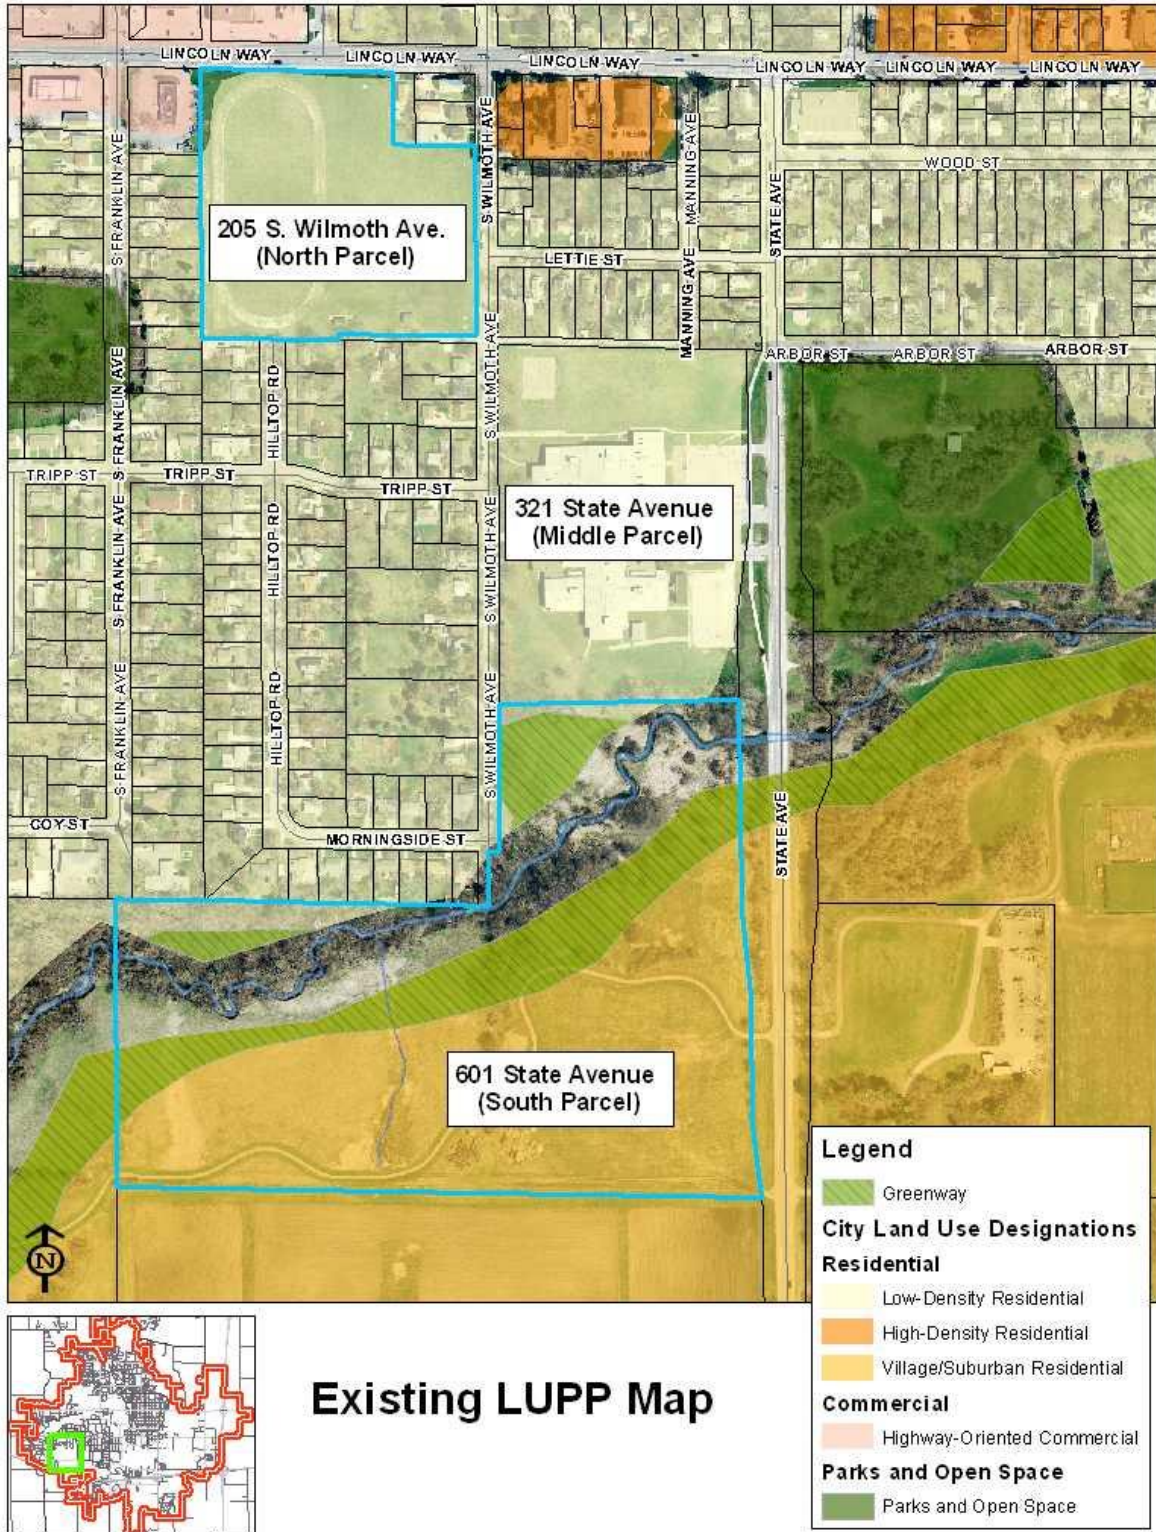 LINCOLN WAY
LINCOLN WAY
LINCOLN WAY
LINCOLN WAY
LINCOLN WAY
LINCOLN WAY
S FRANKLIN AVE
S WILMOTH AVE
MANNING AVE
STATE AVE
WOOD ST
205 S. Wilmoth Ave.
(North Parcel)
LETTIE ST
MANNING AVE
S WILMOTH AVE
ARBOR ST
ARBOR ST
ARBOR ST
S FRANKLIN AVE
HILLTOP RD
TRIPP ST
TRIPP ST
TRIPP ST
321 State Avenue
(Middle Parcel)
S FRANKLIN AVE
HILLTOP RD
S WILMOTH AVE
S FRANKLIN AVE
HILLTOP RD
S WILMOTH AVE
COY ST
MORNINGSIDE ST
STATE AVE
601 State Avenue
(South Parcel)
N
Legend
Greenway
City Land Use Designations
Residential
Low-Density Residential
High-Density Residential
Village/Suburban Residential
Commercial
Highway-Oriented Commercial
Parks and Open Space
Parks and Open Space
Existing LUPP Map